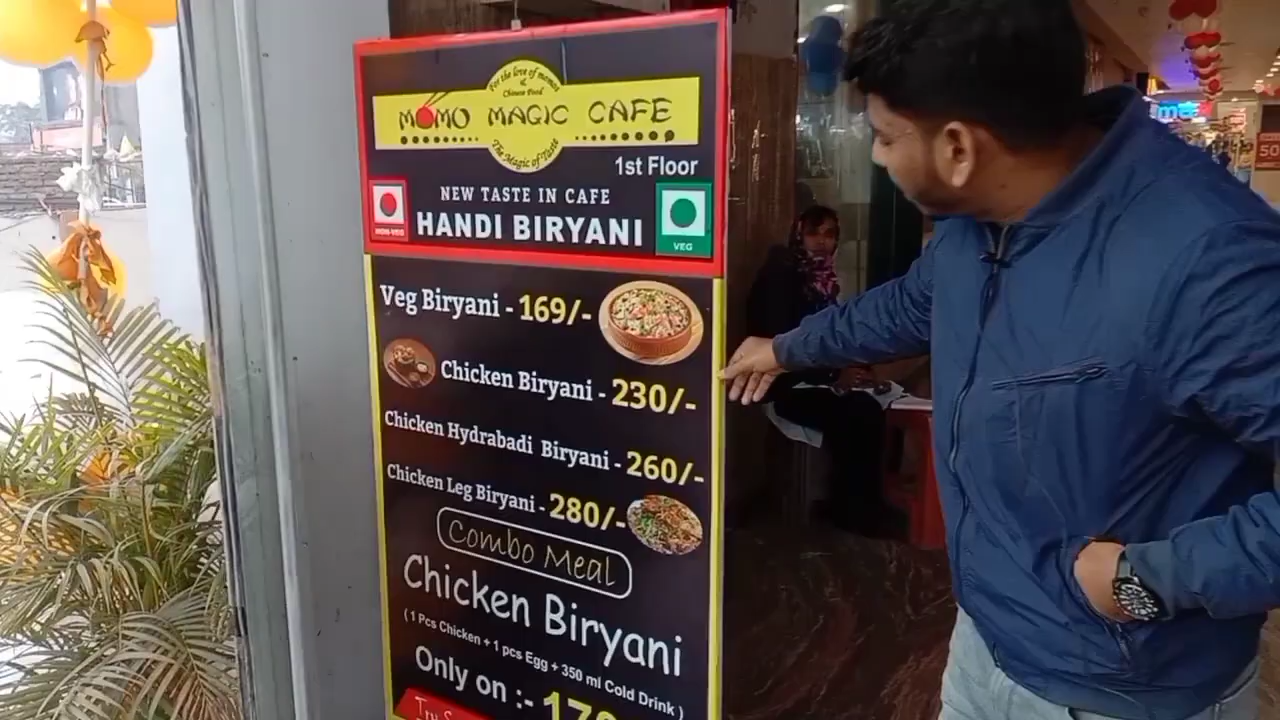 For the love of momos
&
Chinese Food
MOMO MAGIC CAFE
The Magic of Taste
1st Floor
NEW TASTE IN CAFE
HANDI BIRYANI
NON-VEG
VEG
Veg Biryani - 169/-
Chicken Biryani - 230/-
Chicken Hydrabadi Biryani - 260/-
Chicken Leg Biryani - 280/-
Combo Meal
Chicken Biryani
( 1 Pcs Chicken + 1 pcs Egg + 350 ml Cold Drink )
Only on :-
50